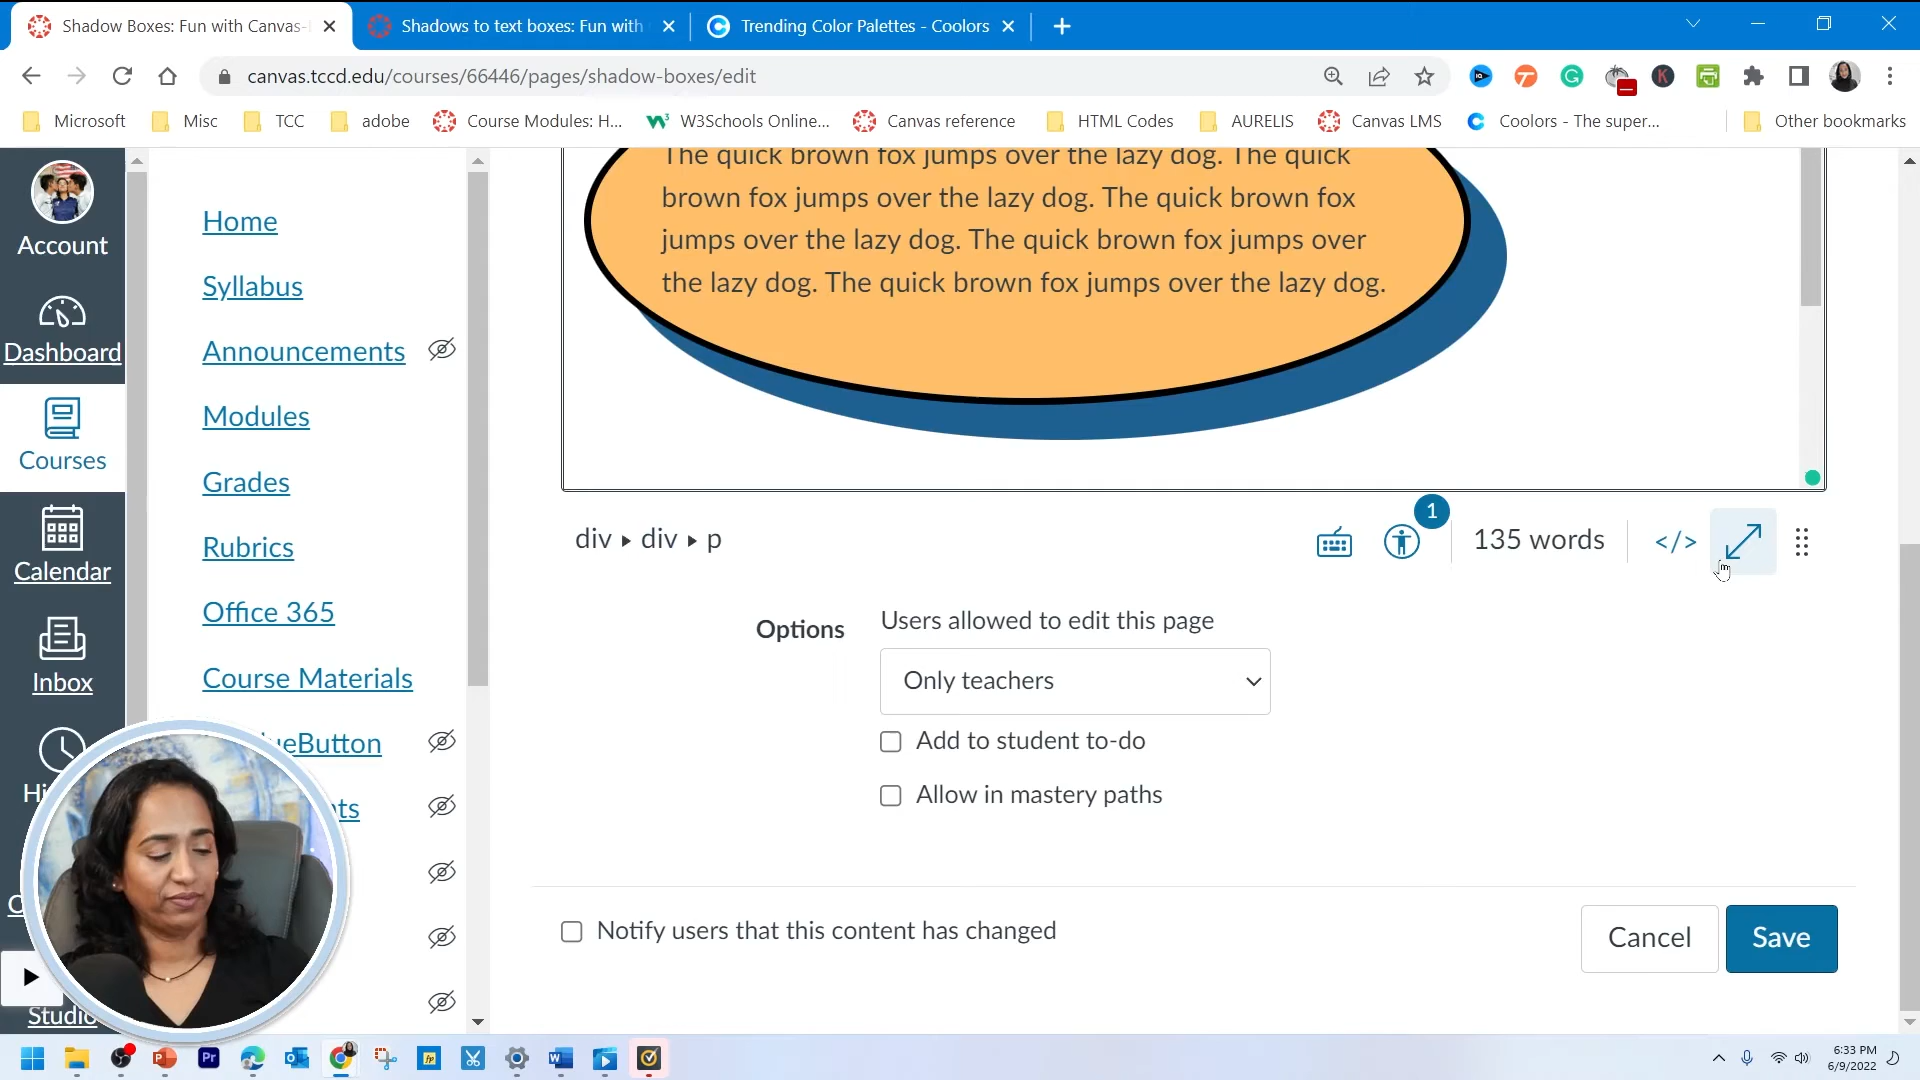 Shadow Boxes: Fun with Canvas-
Shadows to text boxes: Fun with
Trending Color Palettes - Coolors
canvas.tccd.edu/courses/66446/pages/shadow-boxes/edit
Microsoft
Misc
TCC
adobe
Course Modules: H...
W3Schools Online...
Canvas reference
HTML Codes
AURELIS
Canvas LMS
Coolors - The super...
Other bookmarks
Account
Dashboard
Courses
Calendar
Inbox
Hi
Studio
Home
Syllabus
Announcements
Modules
Grades
Rubrics
Office 365
Course Materials
ueButton
ts
The quick brown fox jumps over the lazy dog. The quick
brown fox jumps over the lazy dog. The quick brown fox
jumps over the lazy dog. The quick brown fox jumps over
the lazy dog. The quick brown fox jumps over the lazy dog.
div ▸ div ▸ p
1
135 words
</>
Options
Users allowed to edit this page
Only teachers
Add to student to-do
Allow in mastery paths
Notify users that this content has changed
Cancel
Save
Pr
fp
6:33 PM
6/9/2022